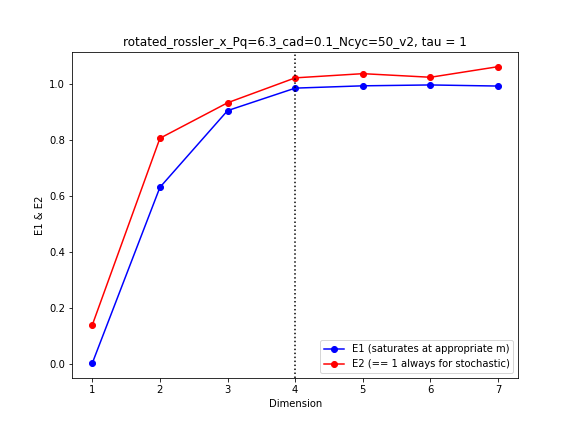 rotated_rossler_x_Pq=6.3_cad=0.1_Ncyc=50_v2, tau = 1
1.0
0.8
0.6
0.4
0.2
0.0
E1 & E2
E1 (saturates at appropriate m)
E2 (== 1 always for stochastic)
1 2 3 4 5 6 7
Dimension